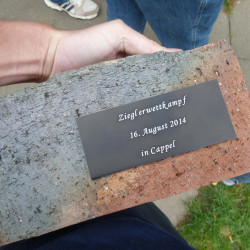 Zieglerwettkampf
16. August 2014
in Cappel